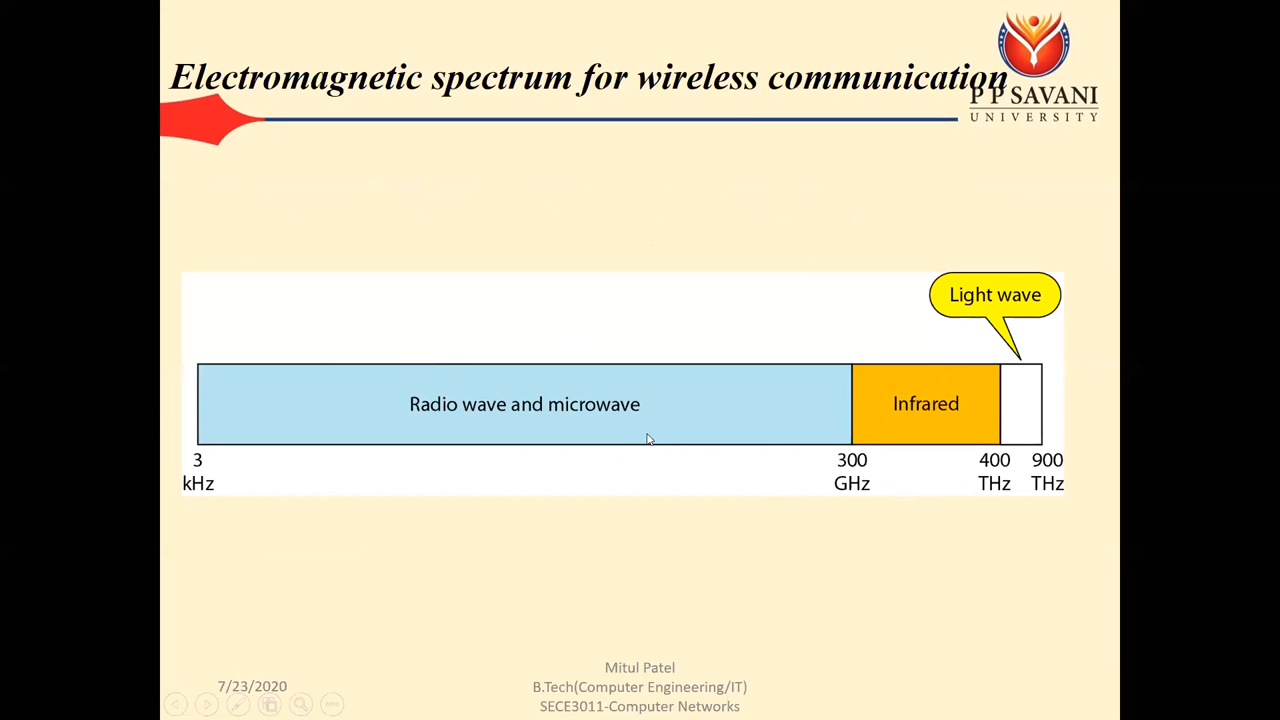 Electromagnetic spectrum for wireless communication
P P SAVANI
UNIVERSITY
Light wave
Radio wave and microwave
Infrared
3
kHz
300
GHz
400
THz
900
THz
7/23/2020
Mitul Patel
B.Tech(Computer Engineering/IT)
SECE3011-Computer Networks